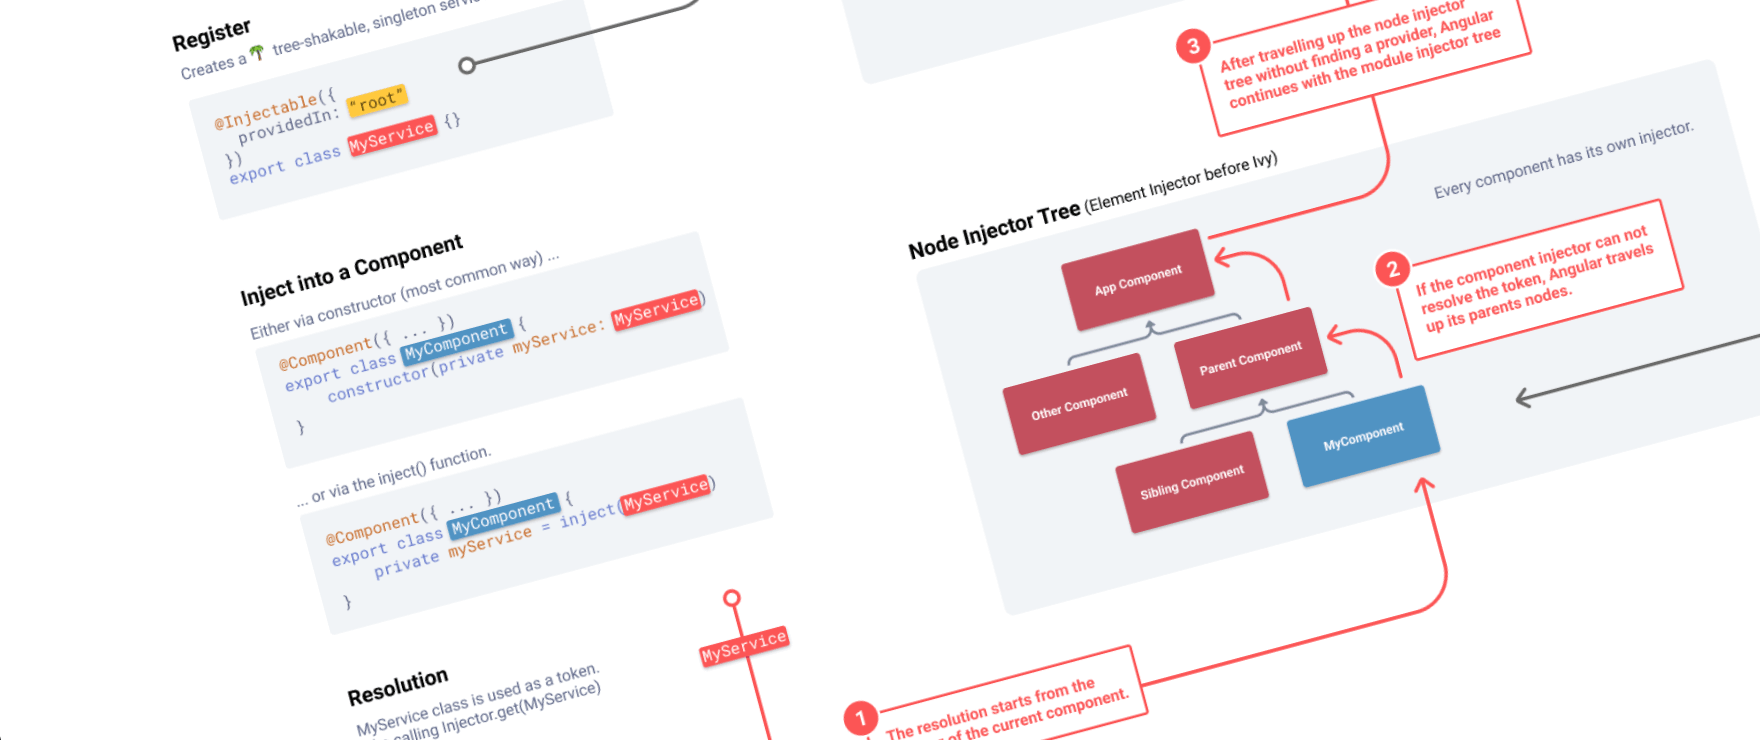 Register
Creates a tree-shakable, singleton
@Injectable({
providedIn: "root"
})
export class MyService {}
Inject into a Component
Either via constructor (most common way) ...
@Component({ ... })
export class MyComponent {
constructor(private myService: MyService)
}
... or via the inject() function.
@Component({ ... })
export class MyComponent {
private myService = inject(MyService)
}
Resolution
MyService class is used as a token.
calling Injector.get(MyService)
MyService
3
After travelling up the node injector
tree without finding a provider, Angular
continues with the module injector tree
Node Injector Tree (Element Injector before Ivy)
Every component has its own injector.
App Component
2
If the component injector can not
resolve the token, Angular travels
up its parents nodes.
Parent Component
Other Component
MyComponent
Sibling Component
1
The resolution starts from the
of the current component.